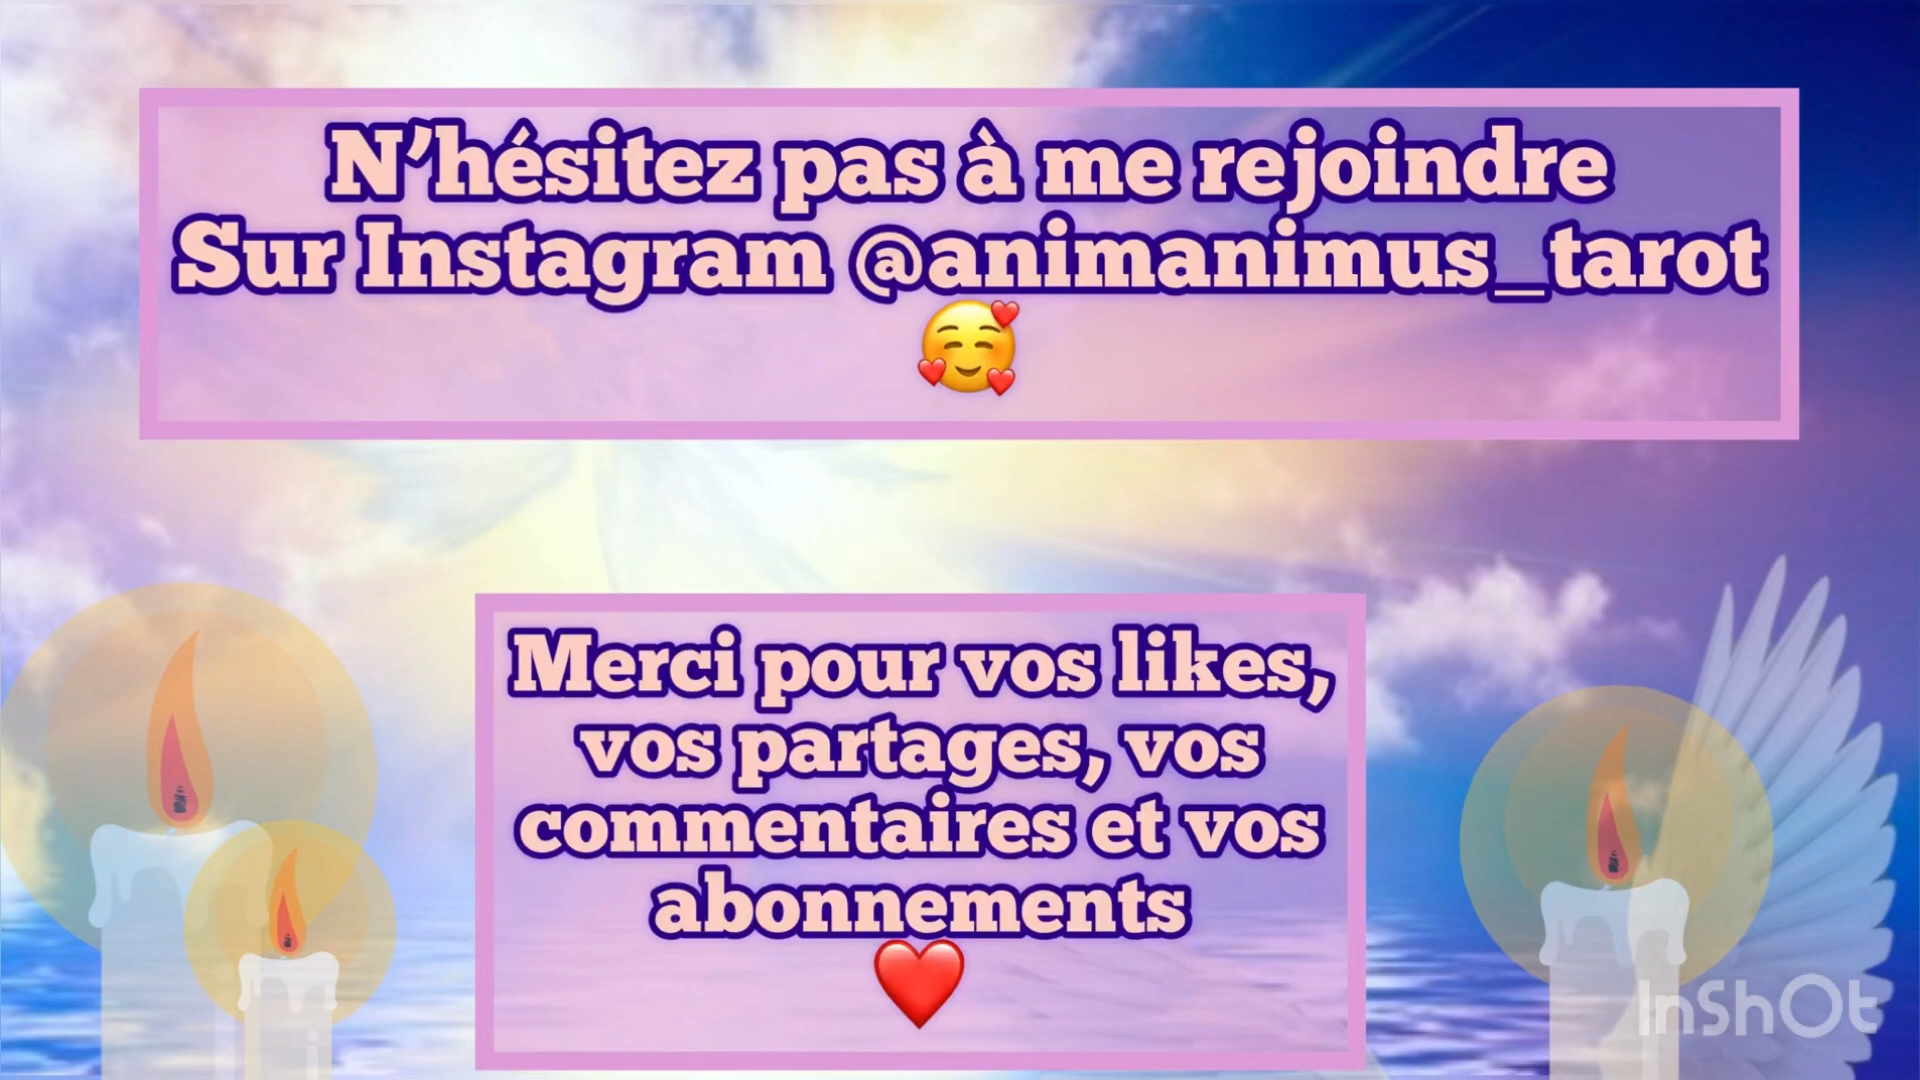 N’hésitez pas à me rejoindre
Sur Instagram @animanimus_tarot
🥰
Merci pour vos likes,
vos partages, vos
commentaires et vos
abonnements
❤️
InShOt